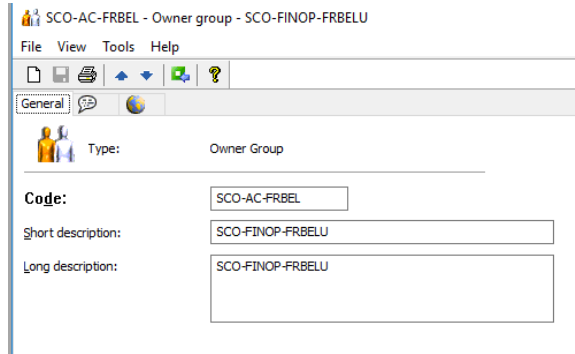 SCO-AC-FRBEL - Owner group - SCO-FINOP-FRBELU
File View Tools Help
General
Type: Owner Group
Code: SCO-AC-FRBEL
Short description: SCO-FINOP-FRBELU
Long description: SCO-FINOP-FRBELU